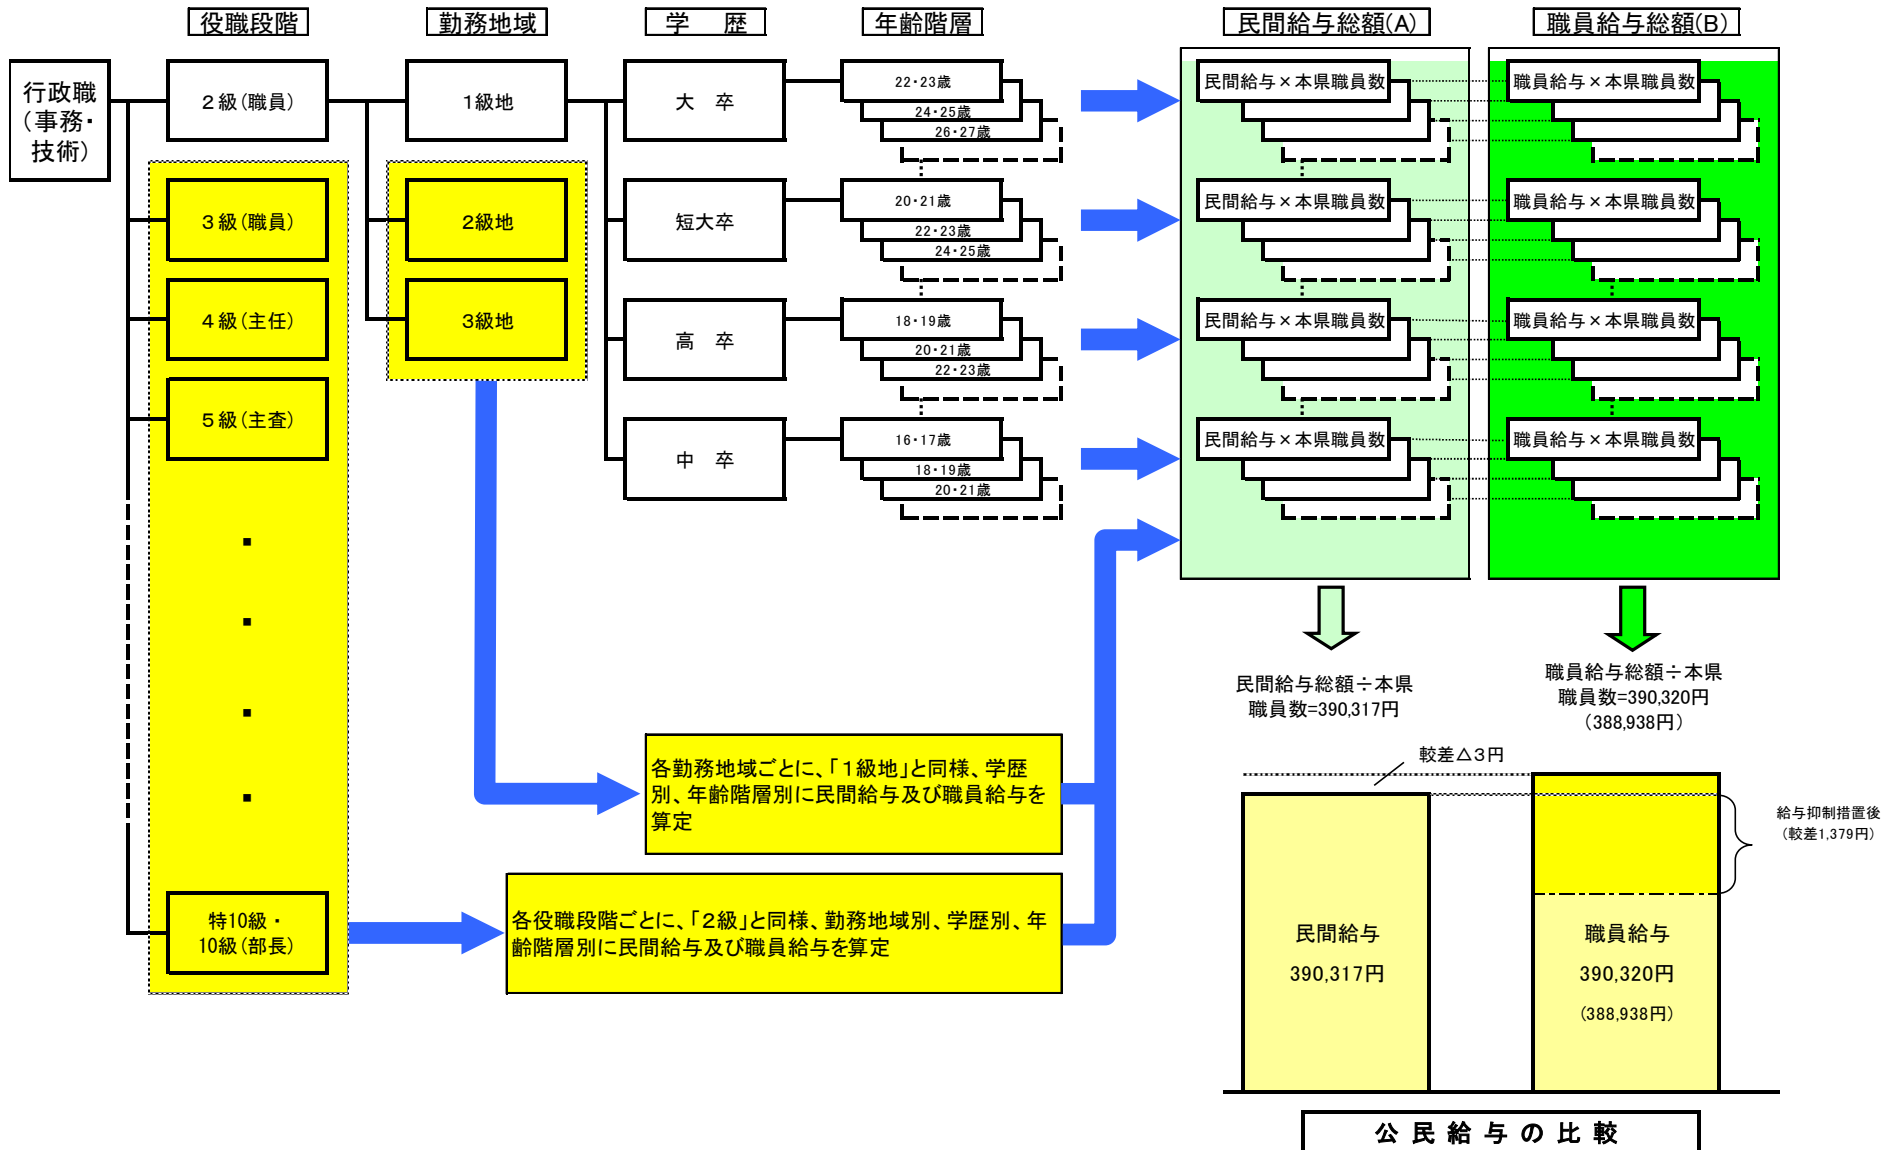 役職段階
勤務地域
学 歴
年齢階層
民間給与総額(A)
職員給与総額(B)
行政職
(事務・
技術)
2級(職員)
3級(職員)
4級(主任)
5級(主査)
・
・
・
・
特10級・
10級(部長)
1級地
2級地
3級地
大 卒
短大卒
高 卒
中 卒
22・23歳
24・25歳
26・27歳
20・21歳
22・23歳
24・25歳
18・19歳
20・21歳
22・23歳
16・17歳
18・19歳
20・21歳
民間給与×本県職員数
民間給与×本県職員数
民間給与×本県職員数
民間給与×本県職員数
職員給与×本県職員数
職員給与×本県職員数
職員給与×本県職員数
職員給与×本県職員数
民間給与総額÷本県
職員数=390,317円
職員給与総額÷本県
職員数=390,320円
(388,938円)
各勤務地域ごとに、「1級地」と同様、学歴
別、年齢階層別に民間給与及び職員給与を
算定
各役職段階ごとに、「2級」と同様、勤務地域別、学歴別、年
齢階層別に民間給与及び職員給与を算定
較差△3円
給与抑制措置後
(較差1,379円)
民間給与
390,317円
職員給与
390,320円
(388,938円)
公 民 給 与 の 比 較